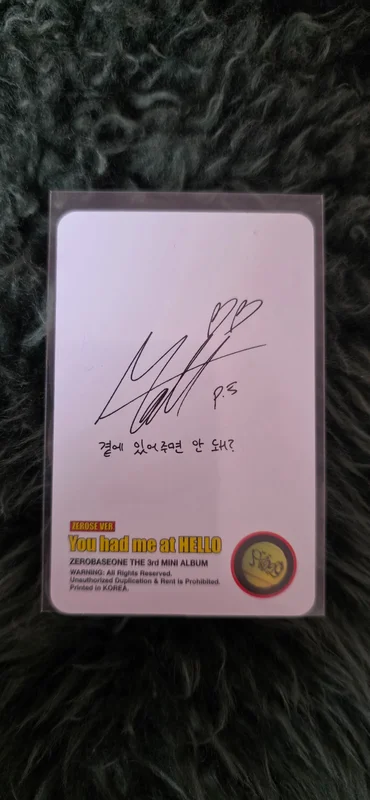 Matt
P.S
곁에 있어주면 안 돼?
ZEROSE VER
You had me at HELLO
ZEROBASEONE THE 3rd MINI ALBUM
WARNING: All Rights Reserved.
Unauthorized Duplication & Rent is Prohibited.
Printed in KOREA.